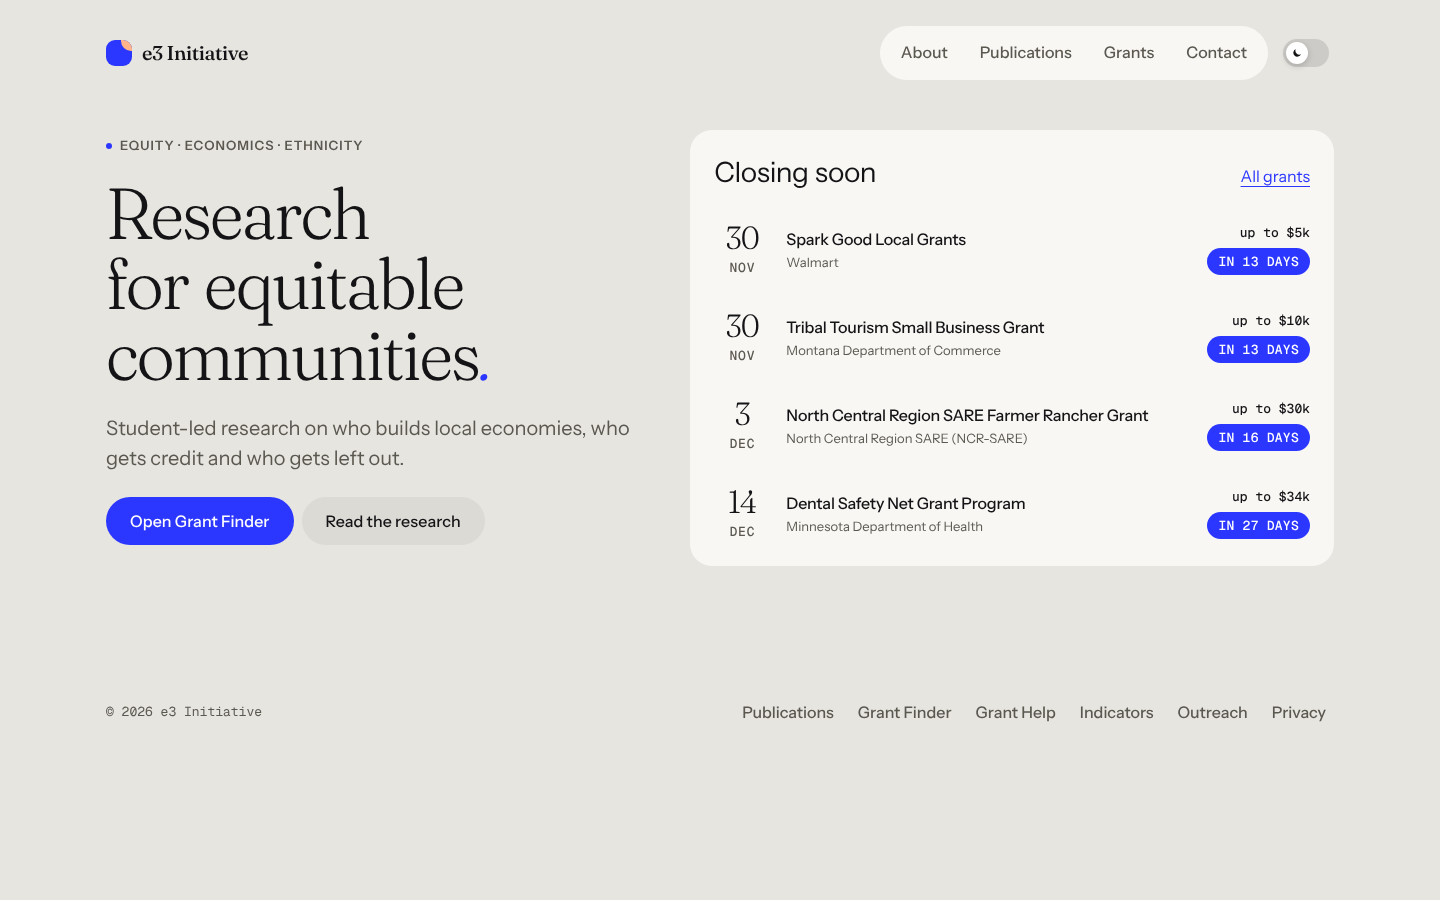 e3 Initiative
About Publications Grants Contact
EQUITY · ECONOMICS · ETHNICITY
Research
for equitable
communities.
Student-led research on who builds local economies, who
gets credit and who gets left out.
Open Grant Finder Read the research
Closing soon
All grants
30 NOV
Spark Good Local Grants
Walmart
up to $5k
IN 13 DAYS
30 NOV
Tribal Tourism Small Business Grant
Montana Department of Commerce
up to $10k
IN 13 DAYS
3 DEC
North Central Region SARE Farmer Rancher Grant
North Central Region SARE (NCR-SARE)
up to $30k
IN 16 DAYS
14 DEC
Dental Safety Net Grant Program
Minnesota Department of Health
up to $34k
IN 27 DAYS
© 2026 e3 Initiative
Publications Grant Finder Grant Help Indicators Outreach Privacy